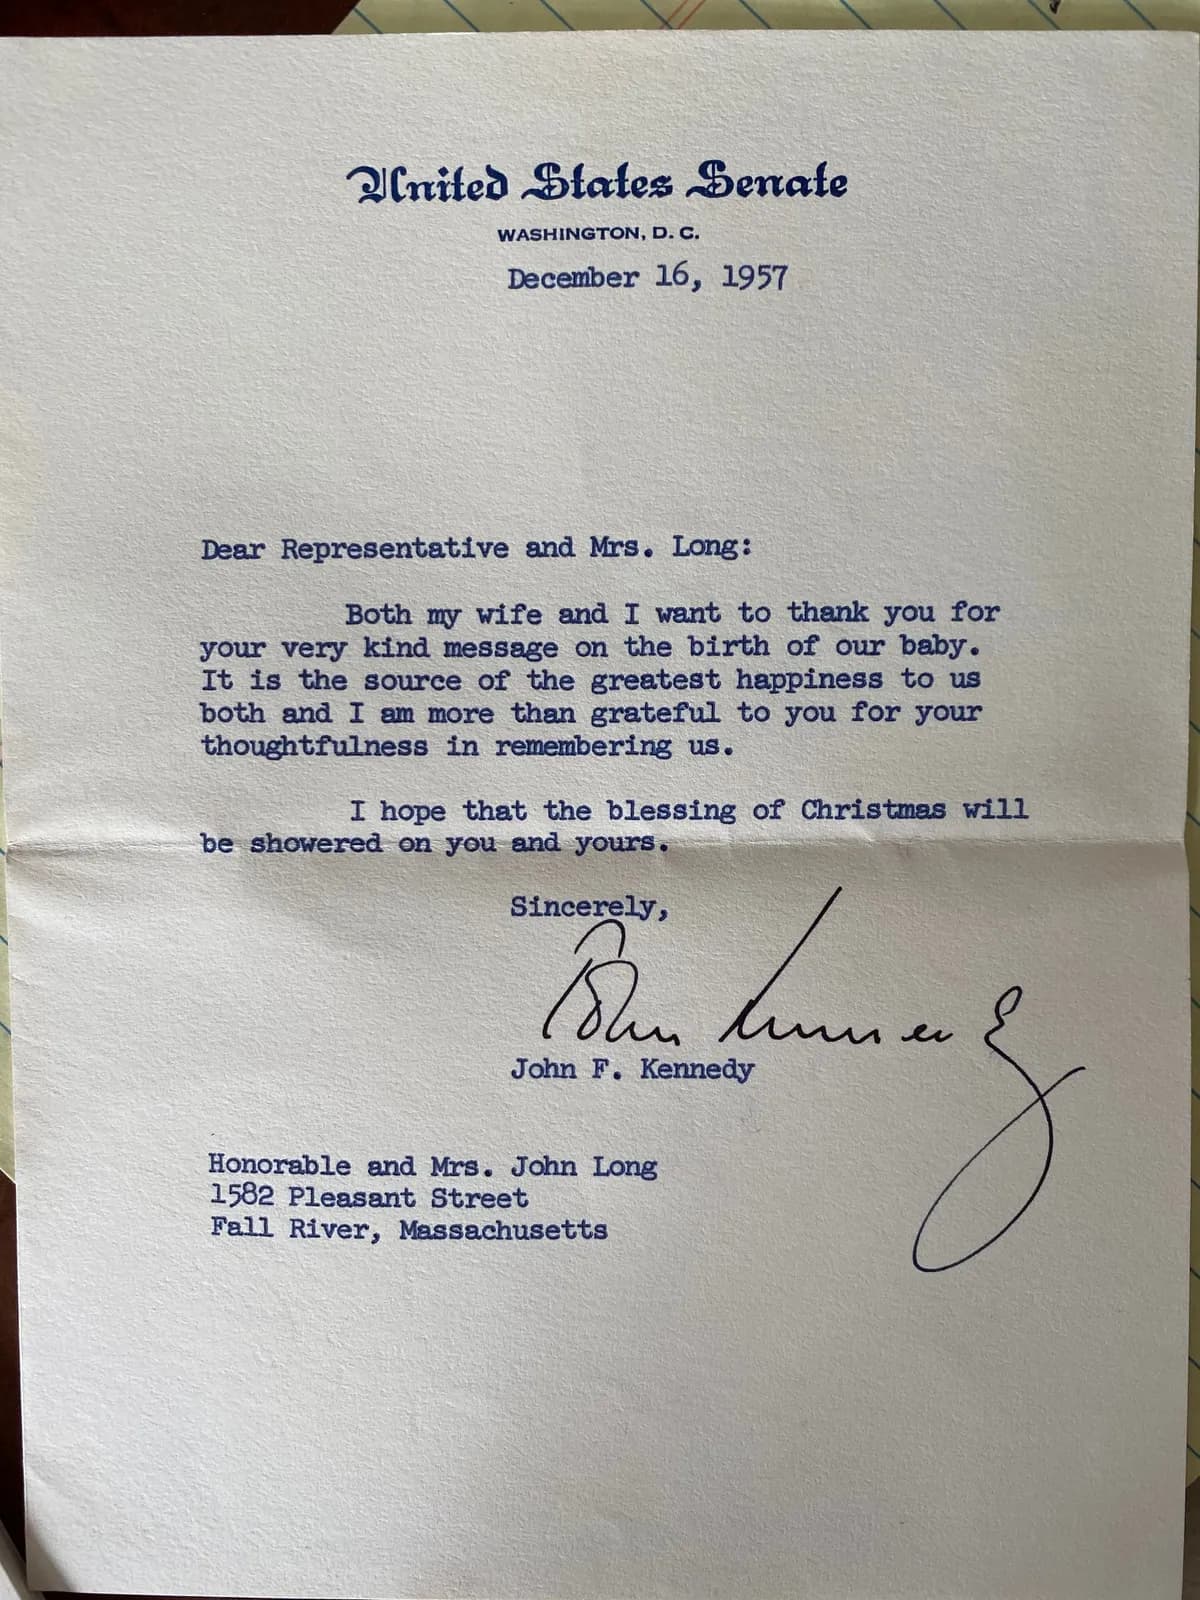 United States Senate
WASHINGTON, D. C.
December 16, 1957
Dear Representative and Mrs. Long:
Both my wife and I want to thank you for
your very kind message on the birth of our baby.
It is the source of the greatest happiness to us
both and I am more than grateful to you for your
thoughtfulness in remembering us.
I hope that the blessing of Christmas will
be showered on you and yours.
Sincerely,
John Kennedy
John F. Kennedy
Honorable and Mrs. John Long
1582 Pleasant Street
Fall River, Massachusetts